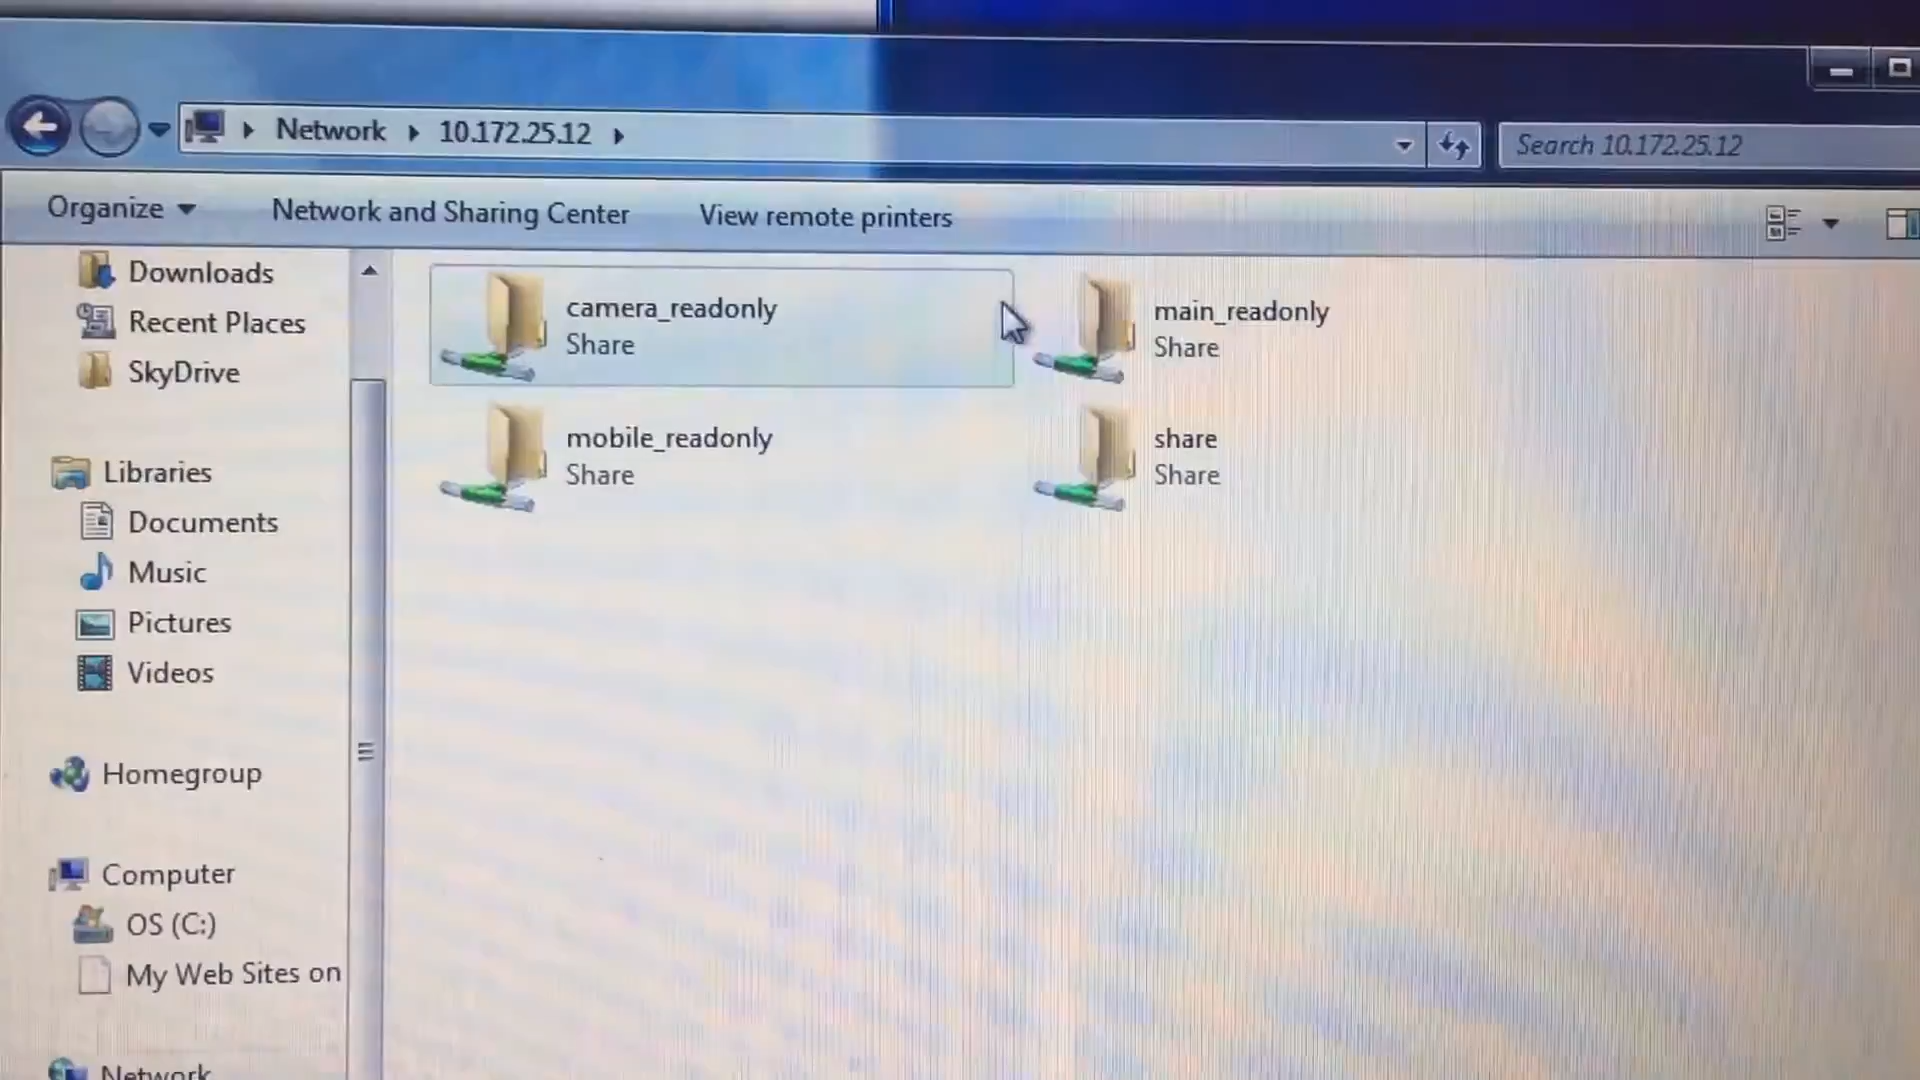 Network
10.172.25.12
Search 10.172.25.12
Organize
Network and Sharing Center
View remote printers
Downloads
Recent Places
SkyDrive
Libraries
Documents
Music
Pictures
Videos
Homegroup
Computer
OS (C:)
My Web Sites on
Network
camera_readonly
Share
main_readonly
Share
mobile_readonly
Share
share
Share